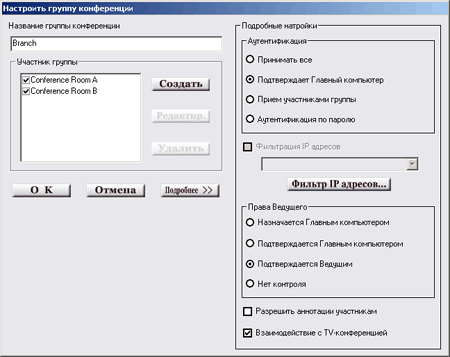 Настроить группу конференции
Название группы конференции
Branch
Участник группы
Conference Room A
Conference Room B
Создать
Редактир.
Удалить
О К
Отмена
Подробнее >>
Подробные натройки
Аутентификация
Принимать все
Подтверждает Главный компьютер
Прием участниками группы
Аутентификация по паролю
Фильтрация IP адресов
Фильтр IP адресов...
Права Ведущего
Назначается Главным компьютером
Подтверждается Главным компьютером
Подтверждается Ведущим
Нет контроля
Разрешить аннотации участникам
Взаимодействие с TV-конференцией